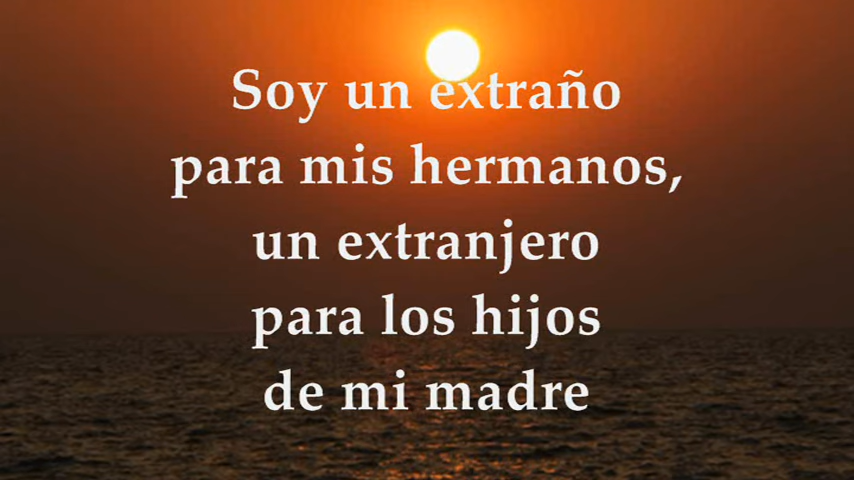 Soy un extraño
para mis hermanos,
un extranjero
para los hijos
de mi madre